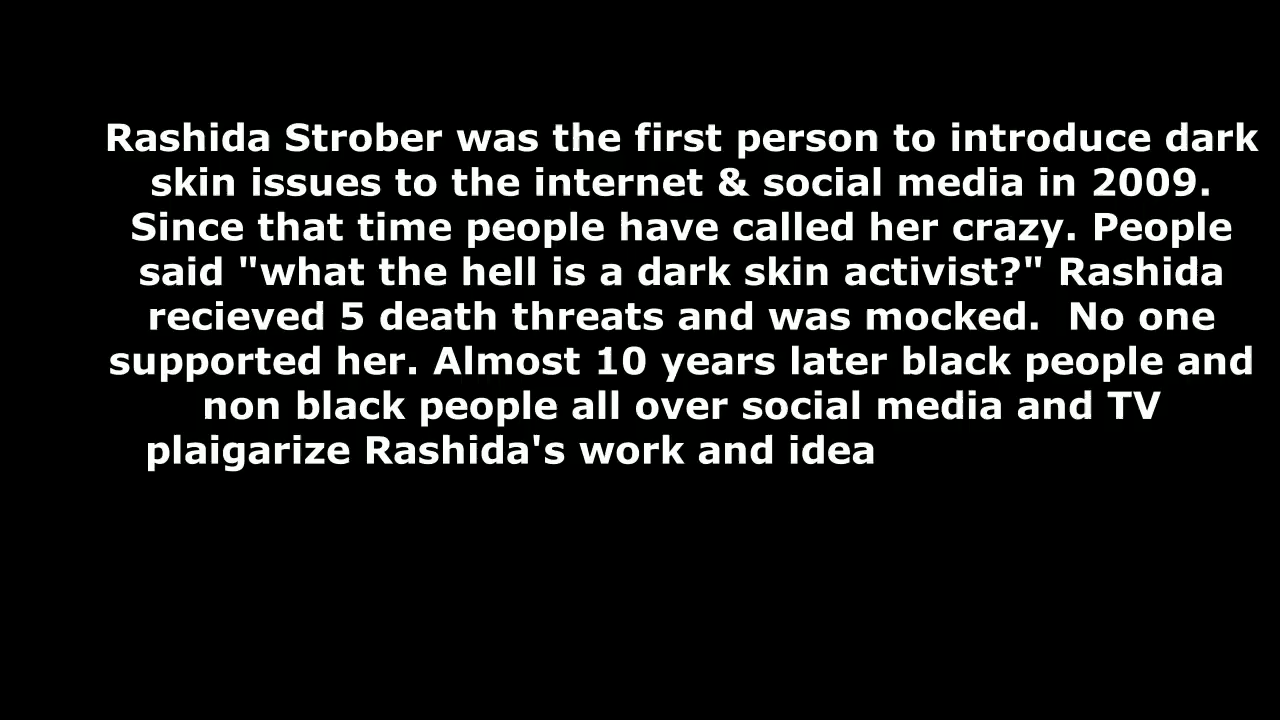 Rashida Strober was the first person to introduce dark
skin issues to the internet & social media in 2009.
Since that time people have called her crazy. People
said "what the hell is a dark skin activist?" Rashida
recieved 5 death threats and was mocked.  No one
supported her. Almost 10 years later black people and
non black people all over social media and TV
plaigarize Rashida's work and idea